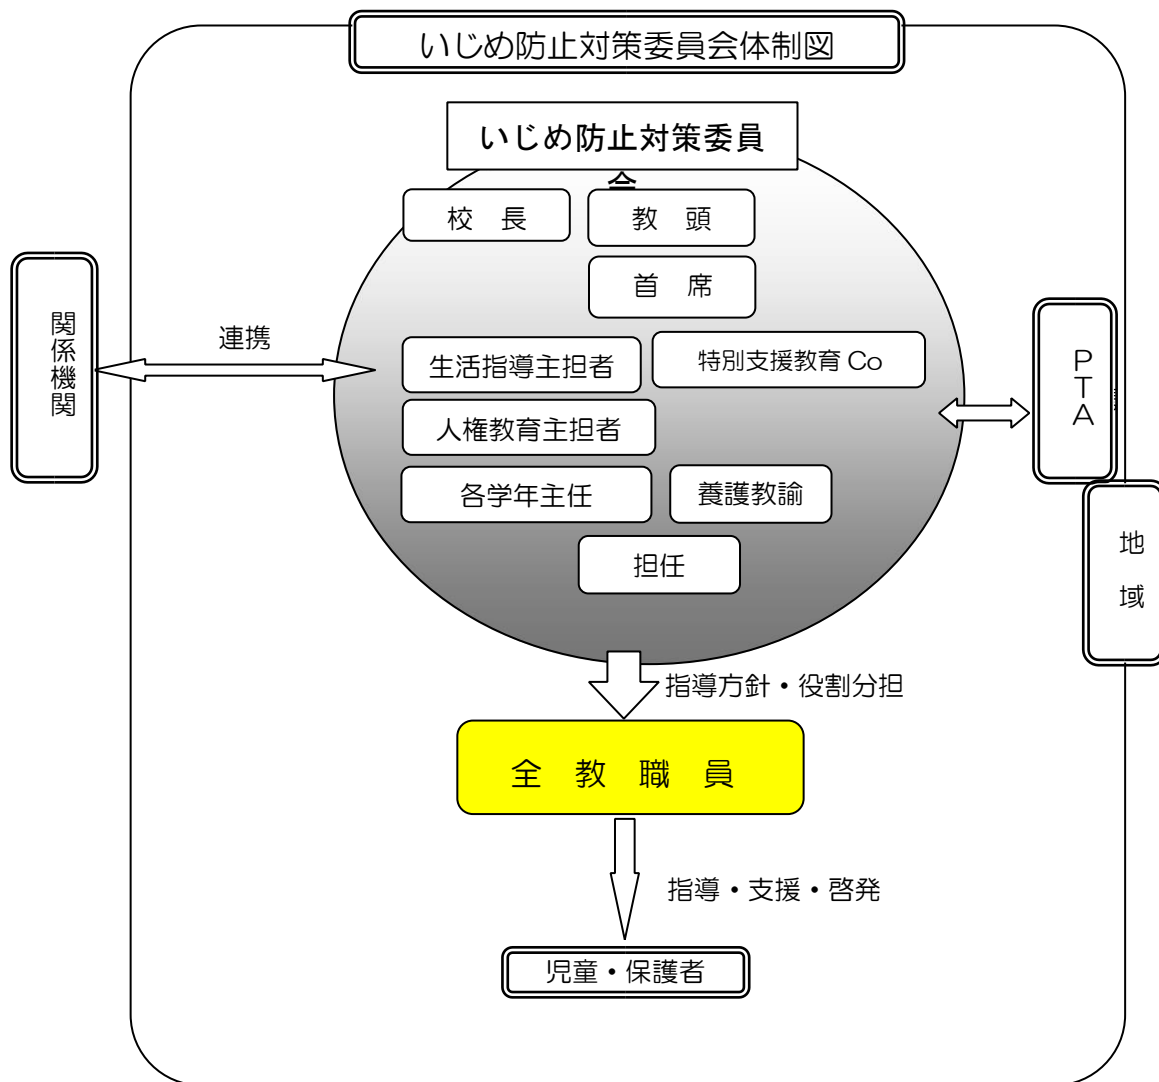 いじめ防止対策委員会体制図
いじめ防止対策委員
会
校　長
教　頭
首　席
関係機関
連携
生活指導主担者
特別支援教育 Co
PTA
人権教育主担者
各学年主任
養護教諭
担任
地　域
指導方針・役割分担
全　教　職　員
指導・支援・啓発
児童・保護者